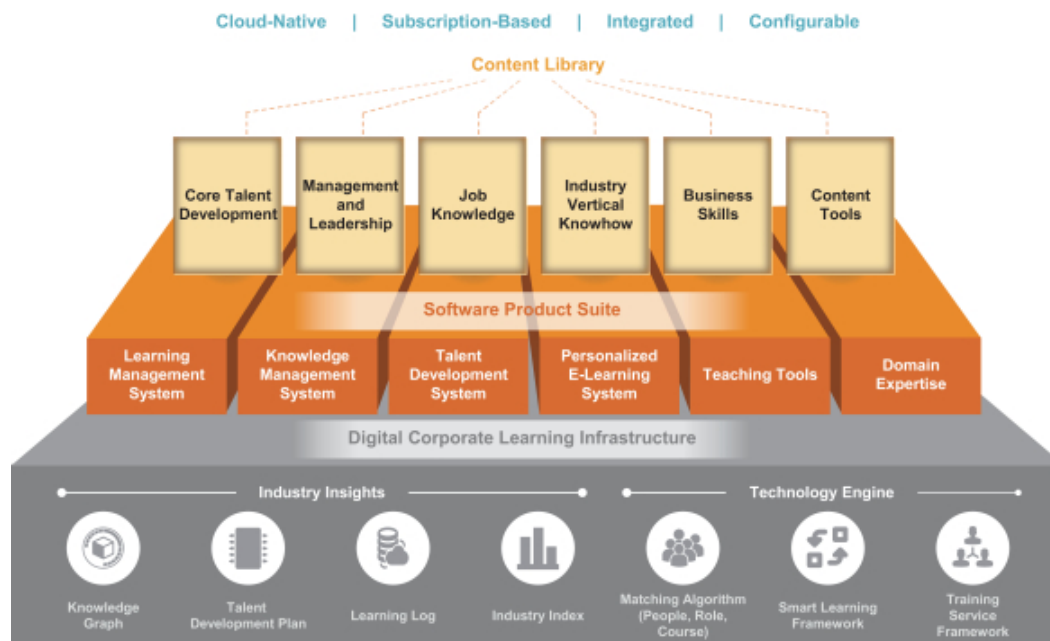 Cloud-Native | Subscription-Based | Integrated | Configurable
Content Library
Core Talent
Development
Management
and
Leadership
Job
Knowledge
Industry
Vertical
Knowhow
Business
Skills
Content
Tools
Software Product Suite
Learning
Management
System
Knowledge
Management
System
Talent
Development
System
Personalized
E-Learning
System
Teaching Tools
Domain
Expertise
Digital Corporate Learning Infrastructure
Industry Insights
Technology Engine
Knowledge
Graph
Talent
Development Plan
Learning Log
Industry Index
Matching Algorithm
(People, Role,
Course)
Smart Learning
Framework
Training
Service
Framework